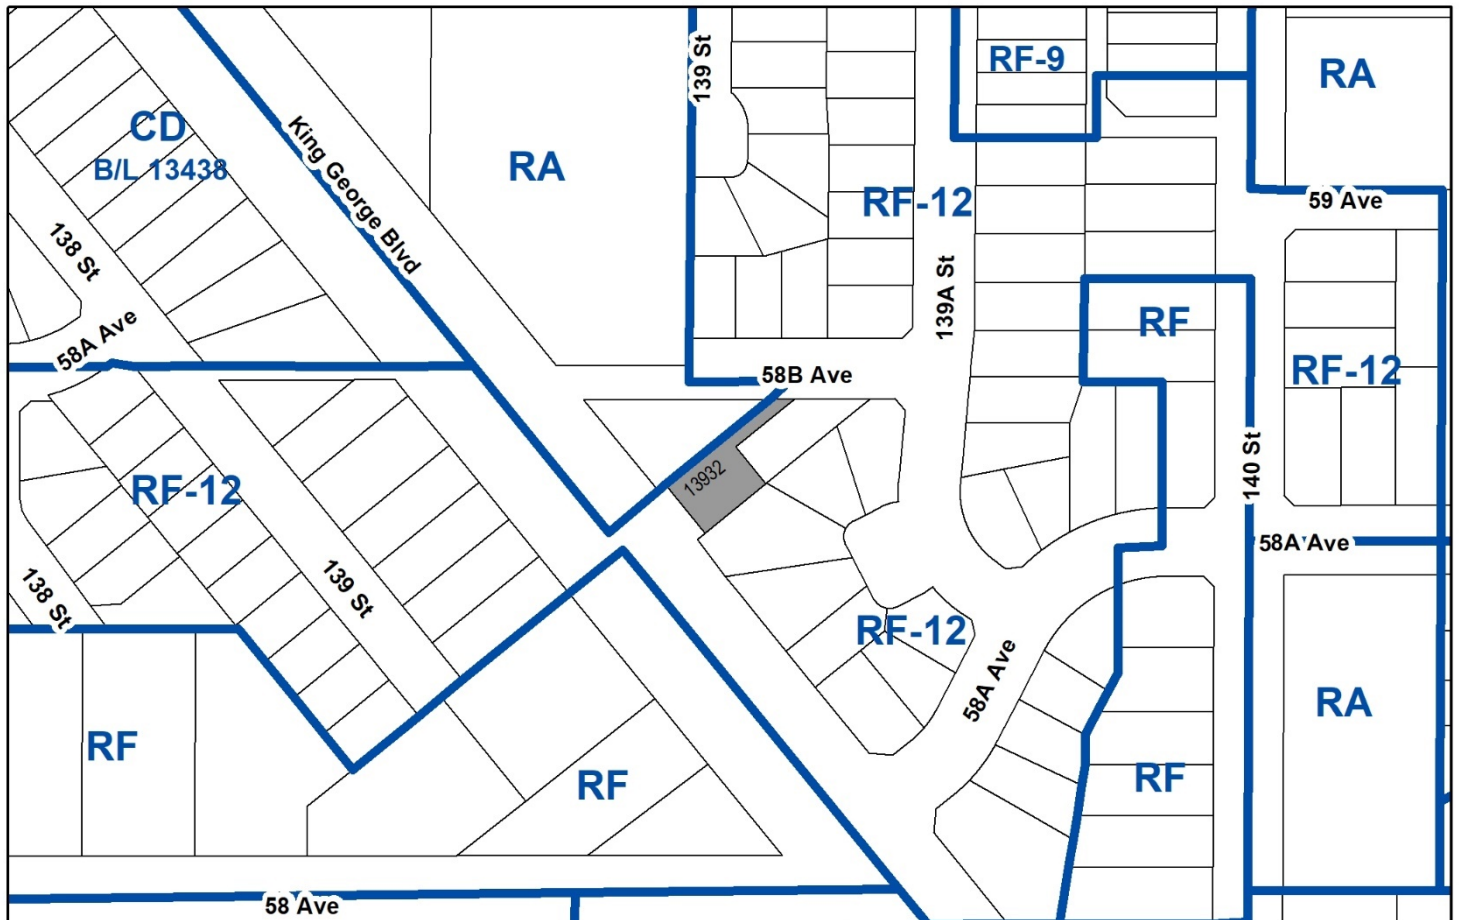 139 St
RF-9
RA
CD
B/L 13438
King George Blvd
RA
RF-12
59 Ave
138 St
139A St
58A Ave
RF
RF-12
58B Ave
140 St
13932
RF-12
58A Ave
139 St
138 St
RF-12
58A Ave
RA
RF
RF
RF
58 Ave